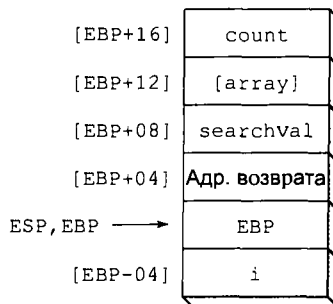 [EBP+16] count
[EBP+12] [array]
[EBP+08] searchVal
[EBP+04] Адр. возврата
ESP, EBP EBP
[EBP-04] i